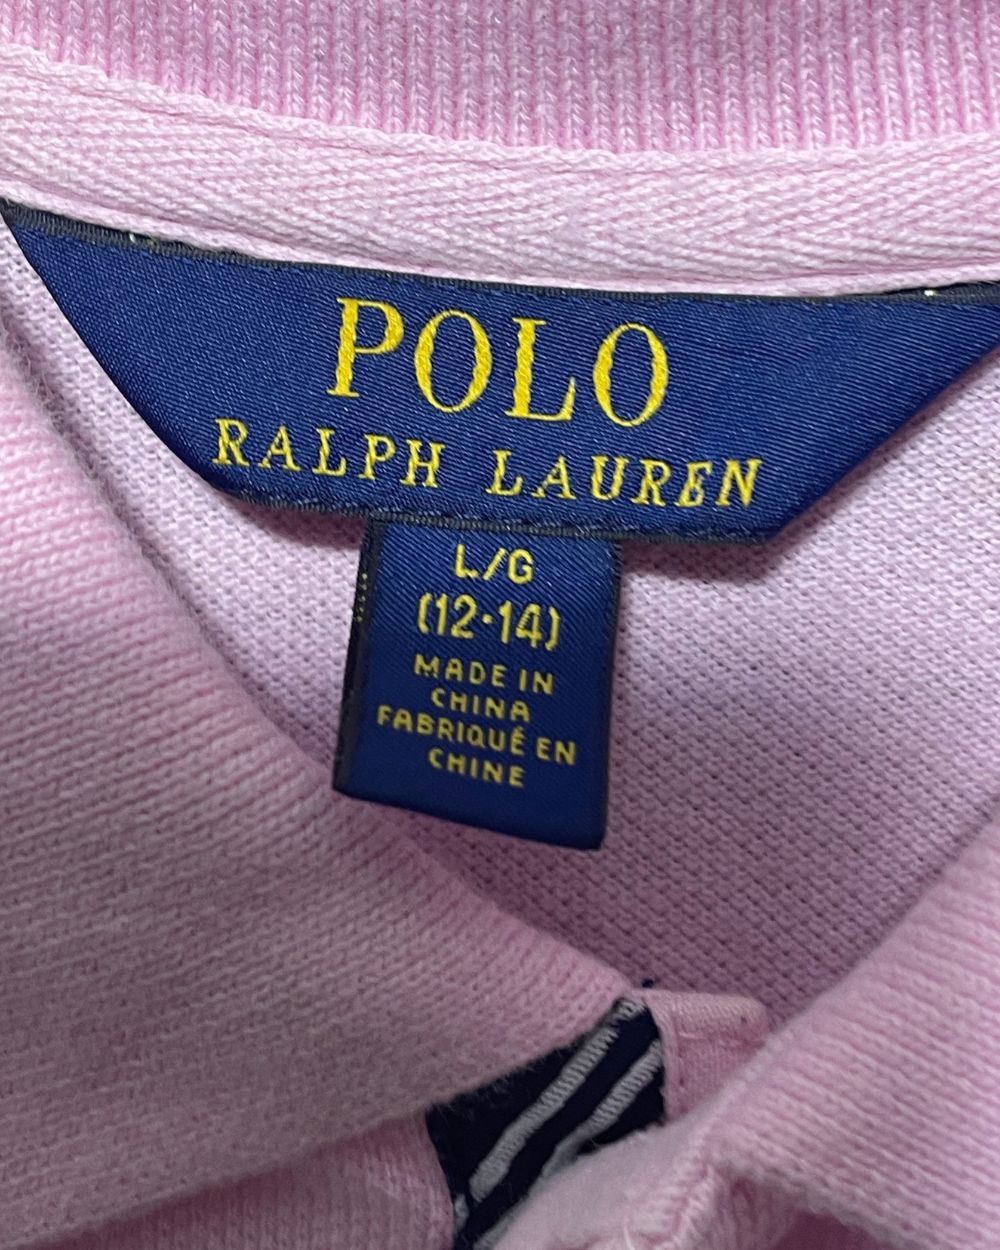 POLO
RALPH LAUREN
L/G
(12·14)
MADE IN
CHINA
FABRIQUÉ EN
CHINE